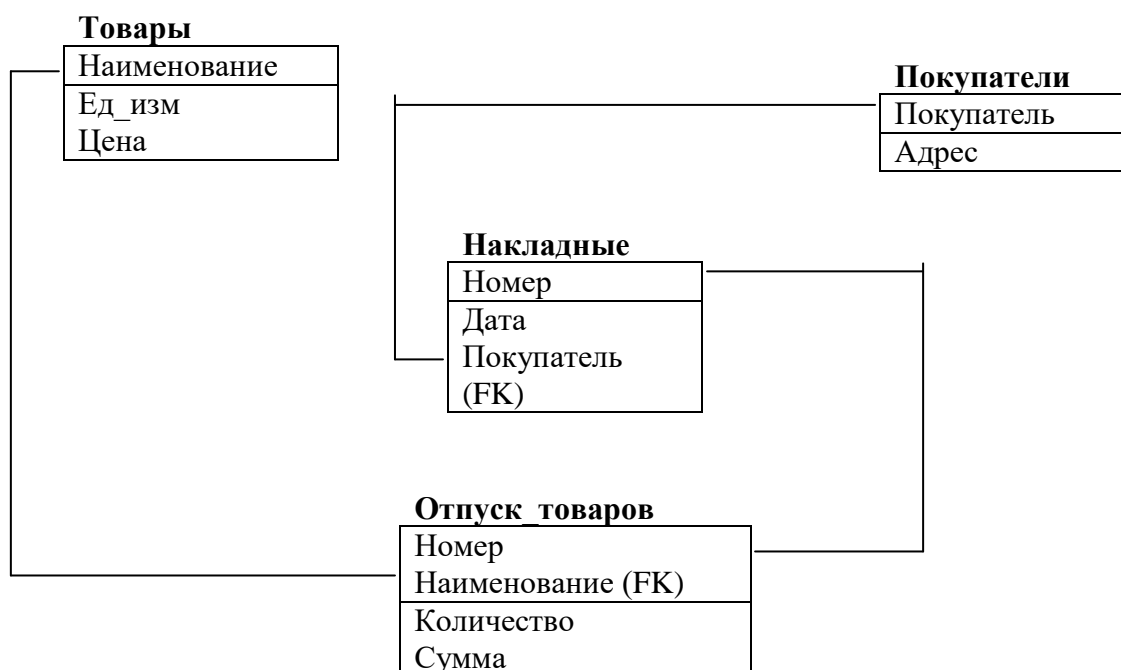 Товары
Наименование
Ед_изм
Цена
Покупатели
Покупатель
Адрес
Накладные
Номер
Дата
Покупатель
(FK)
Отпуск_товаров
Номер
Наименование (FK)
Количество
Сумма